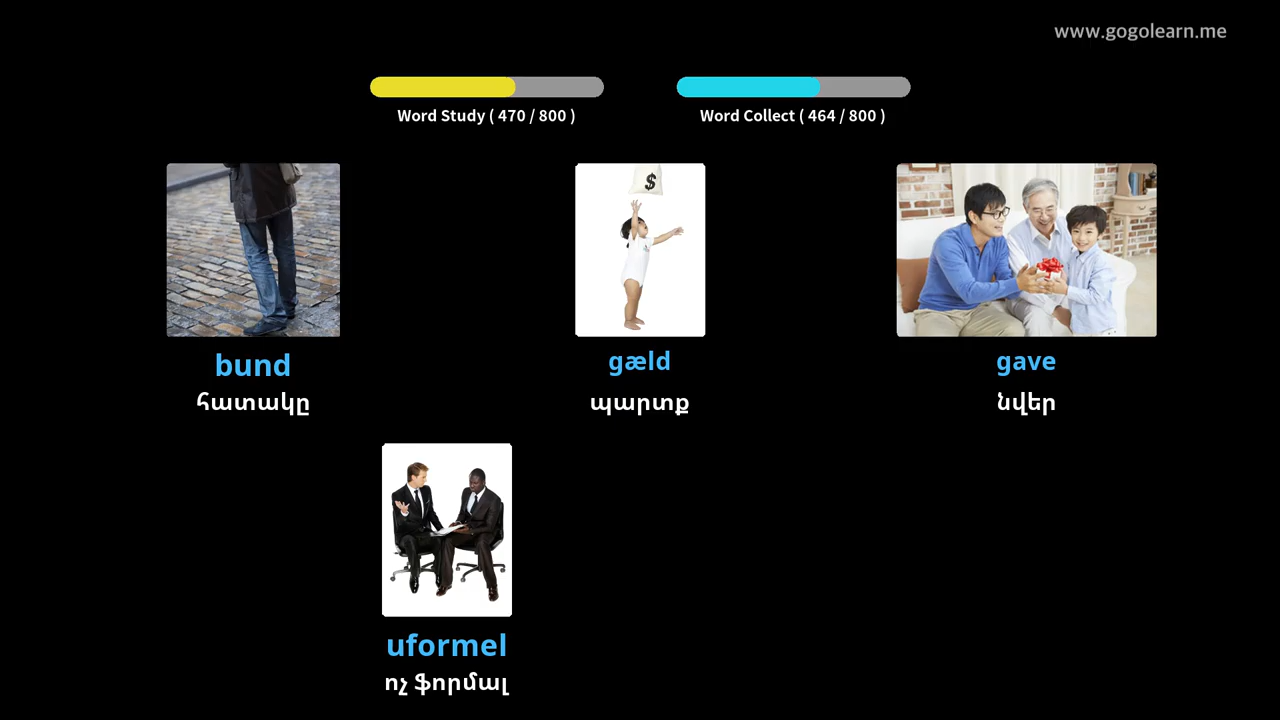 www.gogolearn.me
Word Study ( 470 / 800 )
Word Collect ( 464 / 800 )
$
bund
հատակը
gæld
պարտք
gave
նվեր
uformel
ոչ ֆորմալ